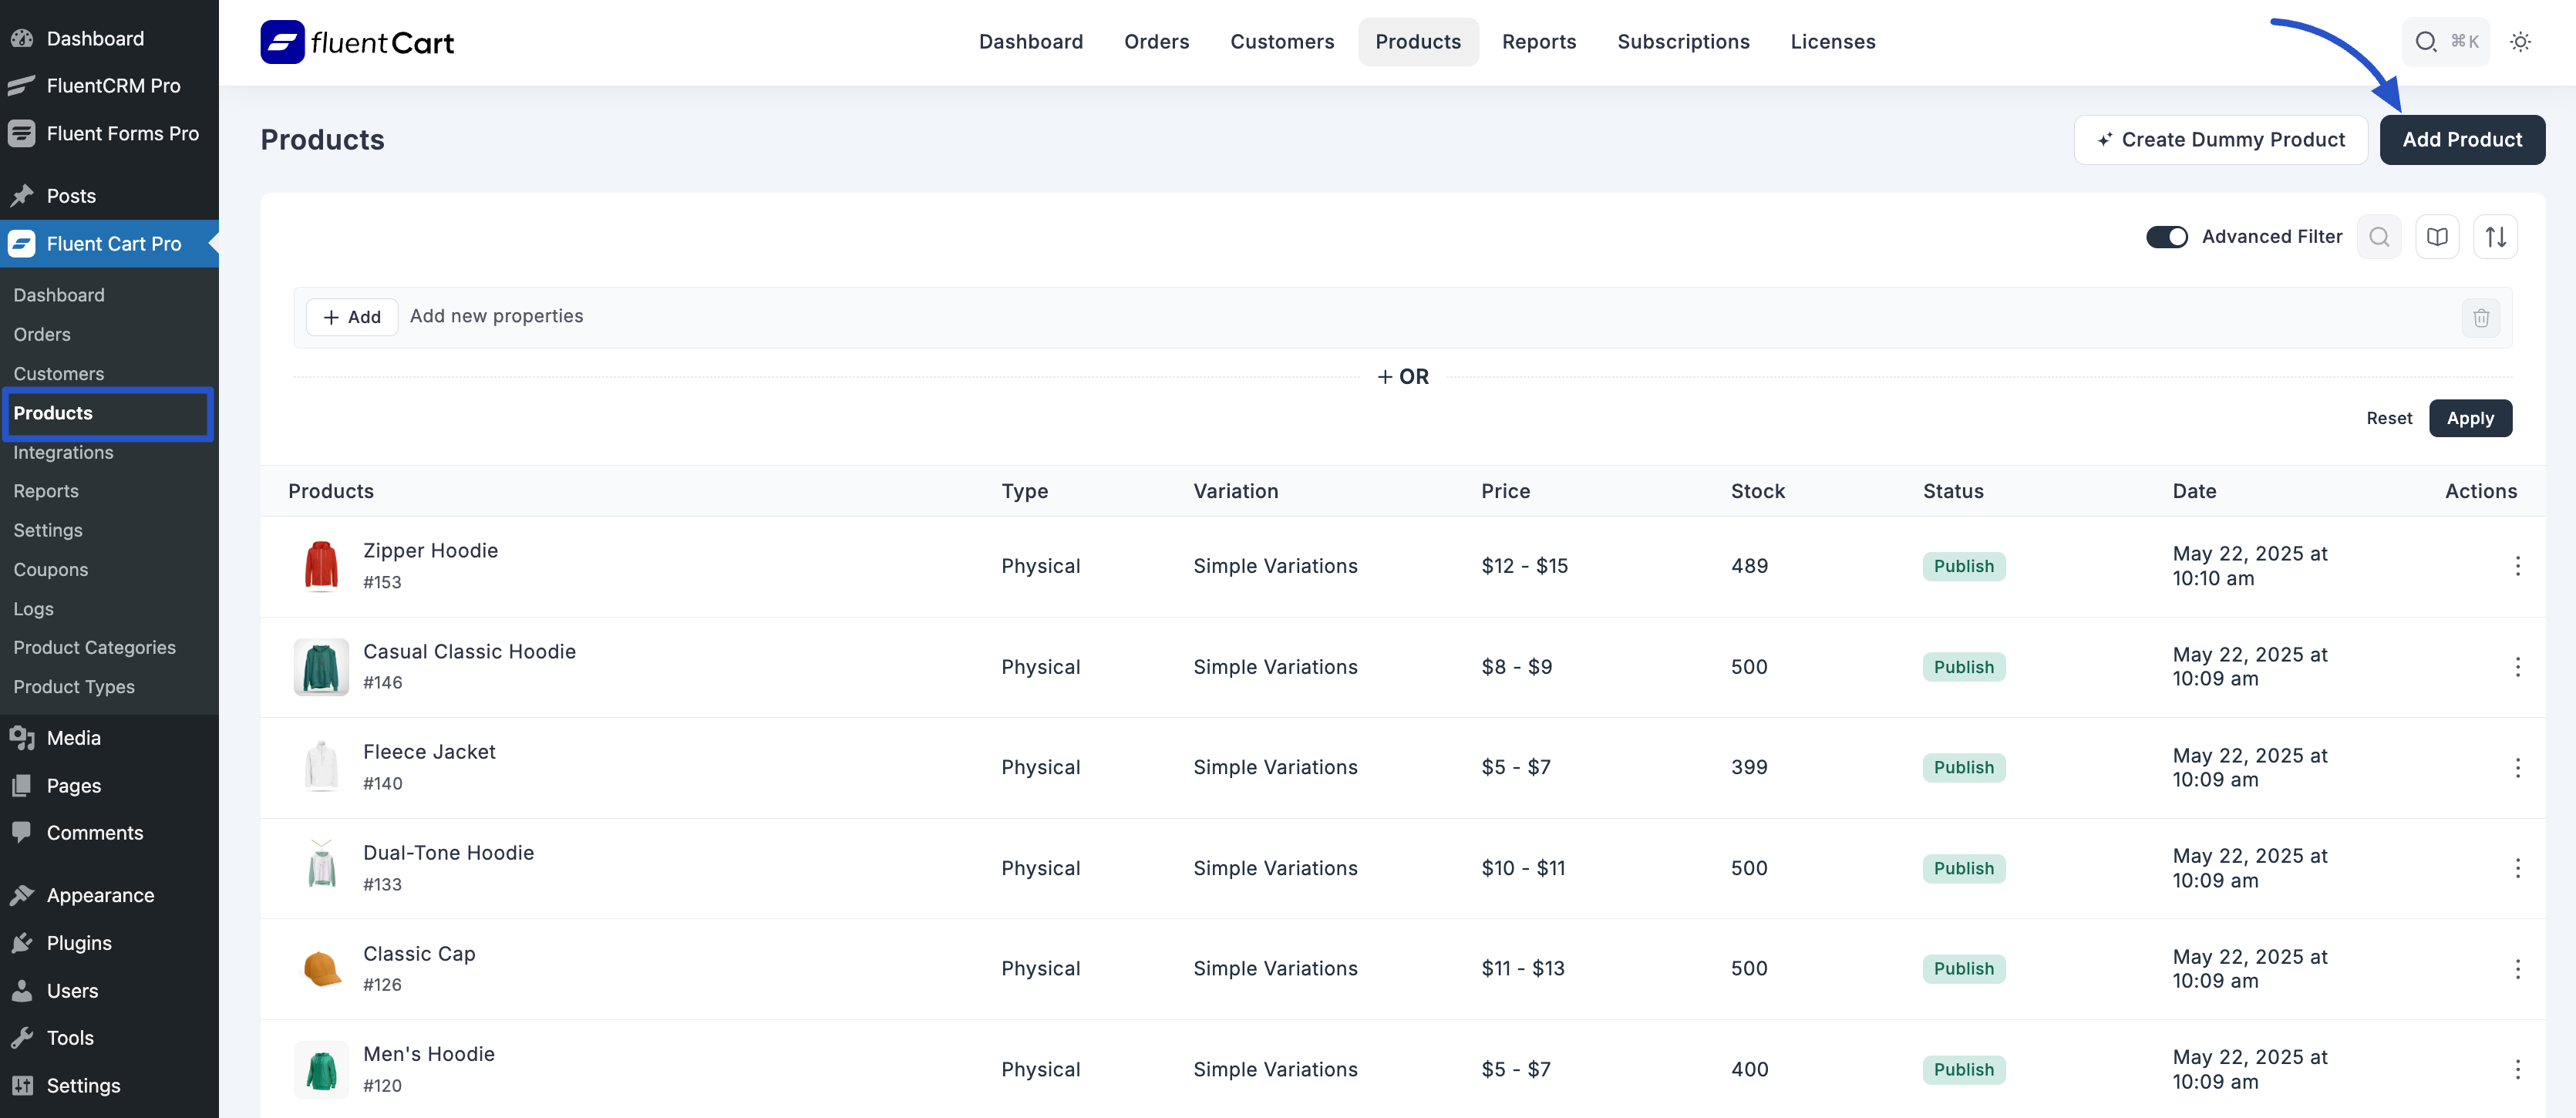 Dashboard
FluentCRM Pro
Fluent Forms Pro
Posts
Fluent Cart Pro
Dashboard
Orders
Customers
Products
Integrations
Reports
Settings
Coupons
Logs
Product Categories
Product Types
Media
Pages
Comments
Appearance
Plugins
Users
Tools
Settings
fluentCart
Dashboard Orders Customers Products Reports Subscriptions Licenses
⌘K
Products
Create Dummy Product
Add Product
Advanced Filter
+ Add Add new properties
+ OR
Reset Apply
Products Type Variation Price Stock Status Date Actions
Zipper Hoodie
#153
Physical Simple Variations $12 - $15 489 Publish
May 22, 2025 at
10:10 am
Casual Classic Hoodie
#146
Physical Simple Variations $8 - $9 500 Publish
May 22, 2025 at
10:09 am
Fleece Jacket
#140
Physical Simple Variations $5 - $7 399 Publish
May 22, 2025 at
10:09 am
Dual-Tone Hoodie
#133
Physical Simple Variations $10 - $11 500 Publish
May 22, 2025 at
10:09 am
Classic Cap
#126
Physical Simple Variations $11 - $13 500 Publish
May 22, 2025 at
10:09 am
Men's Hoodie
#120
Physical Simple Variations $5 - $7 400 Publish
May 22, 2025 at
10:09 am